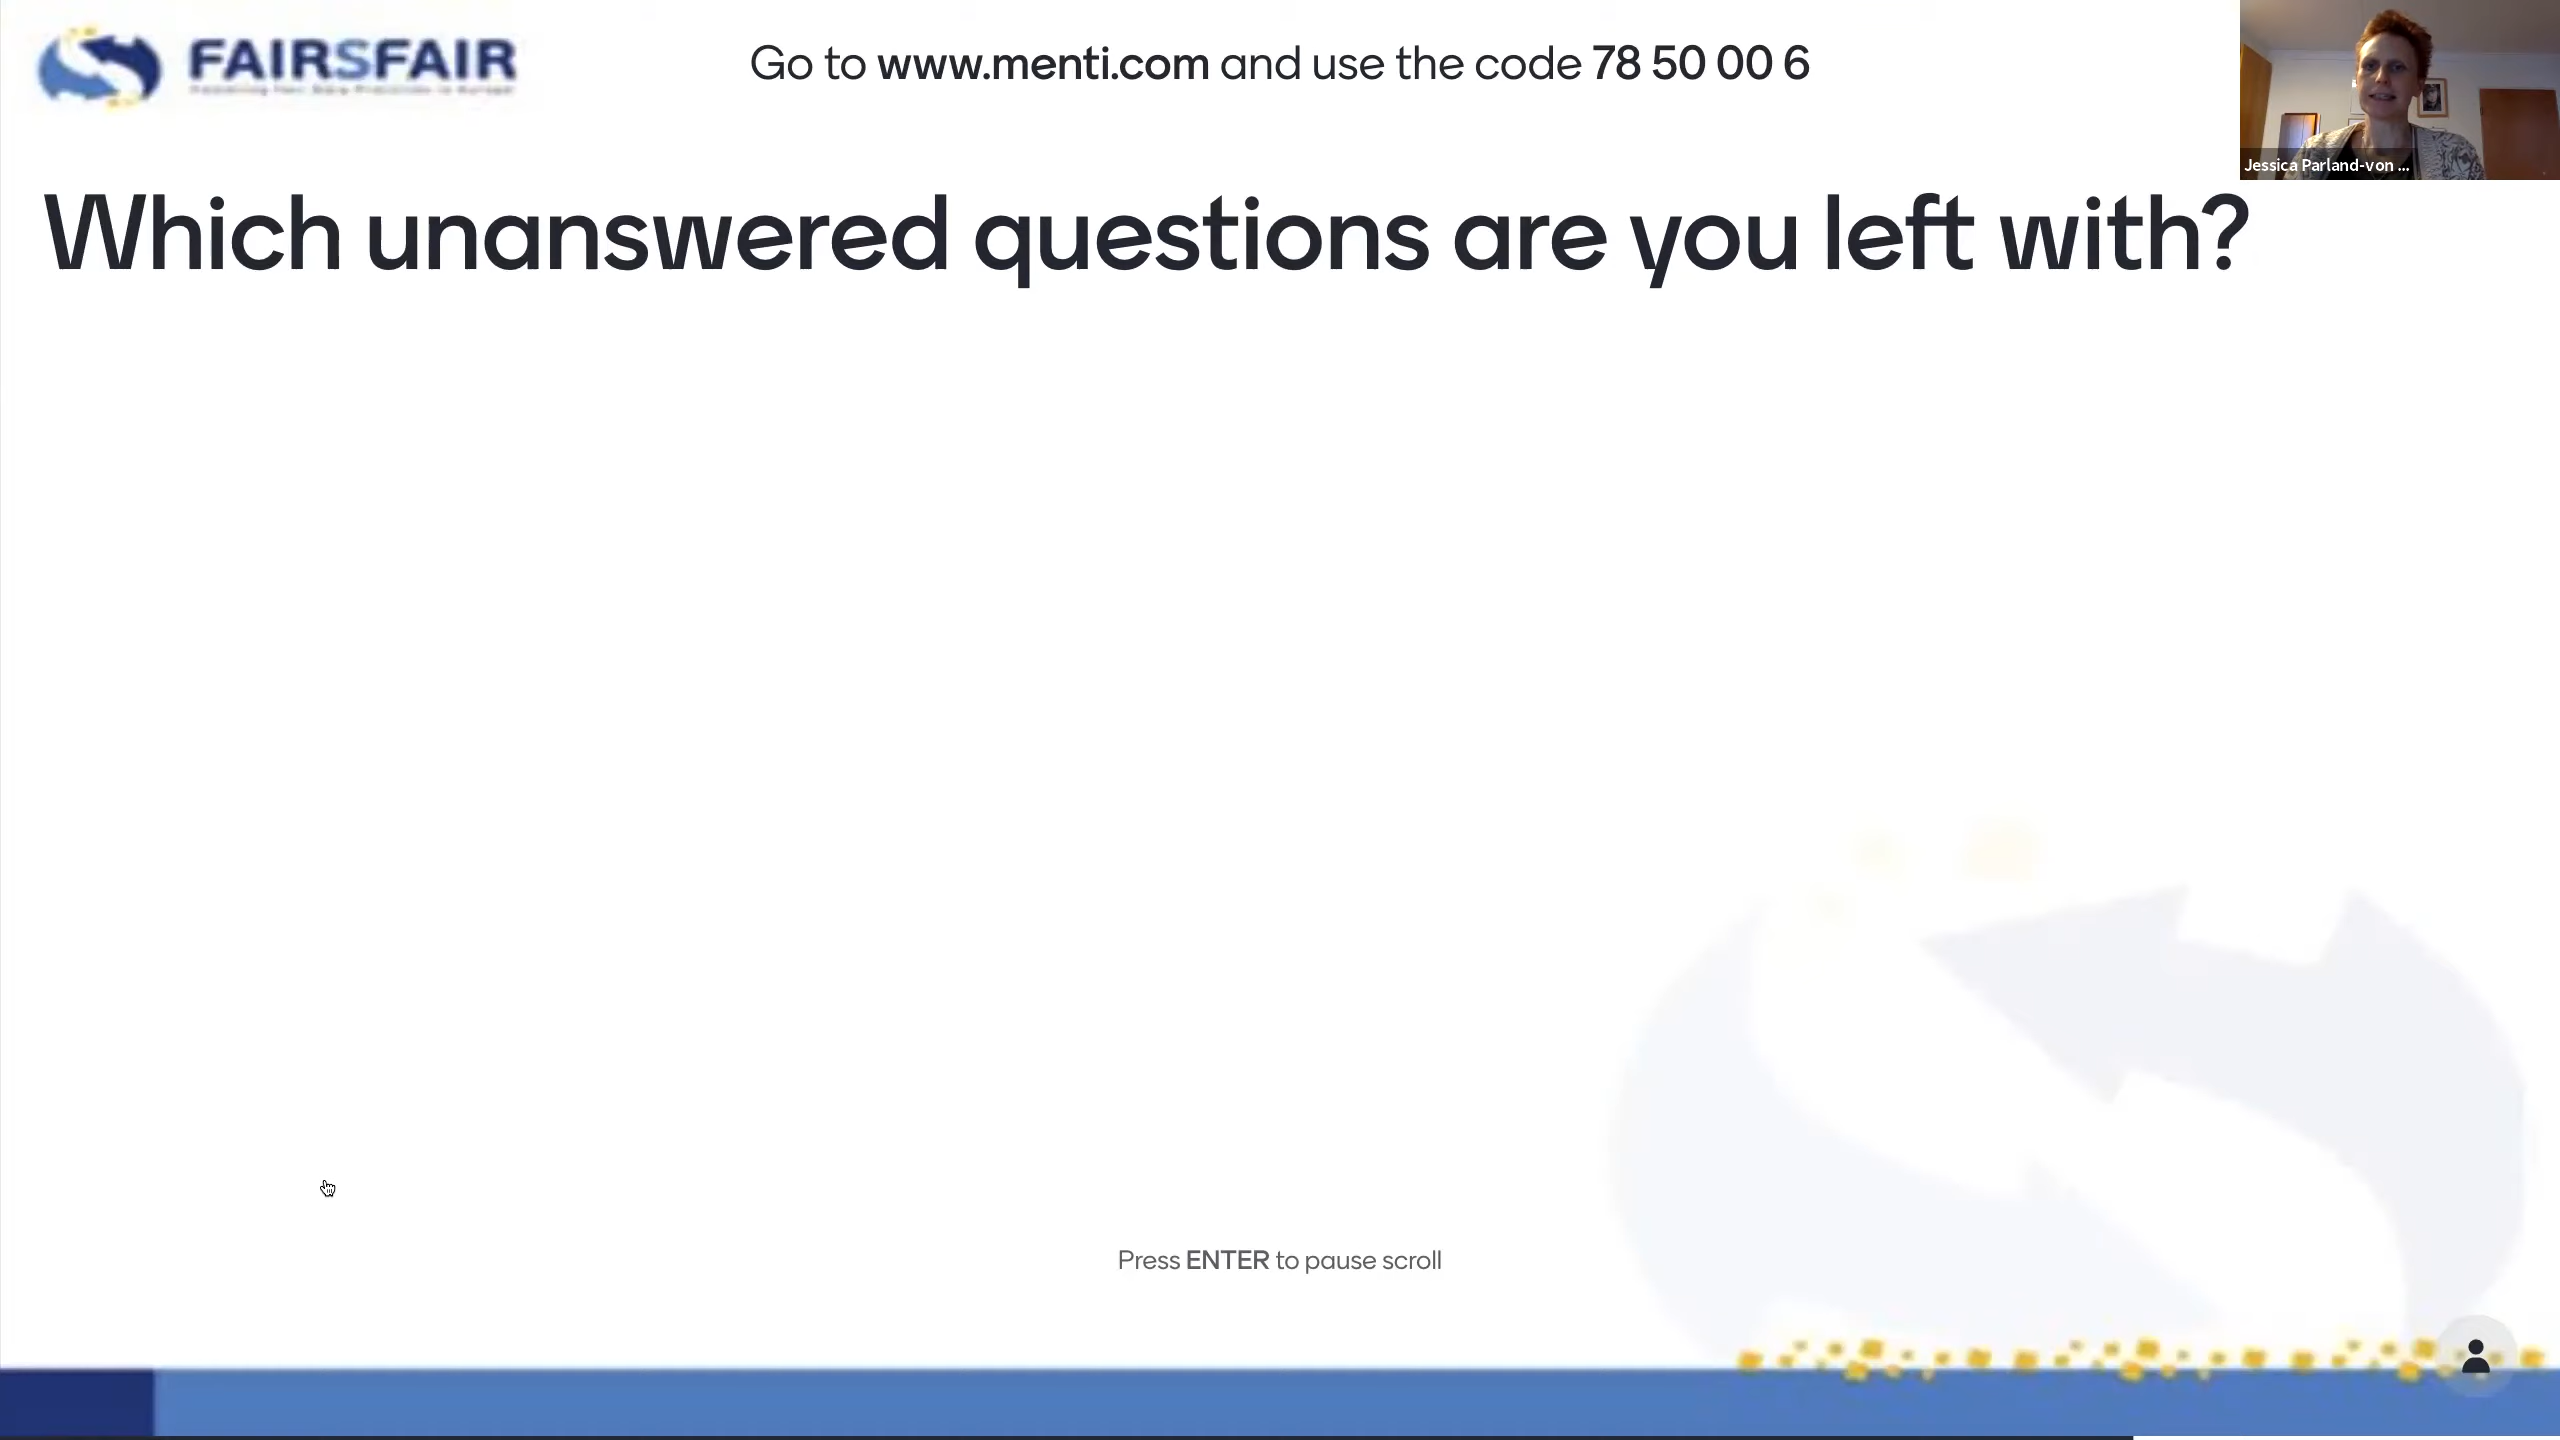 FAIRSFAIR
Go to www.menti.com and use the code 78 50 00 6
Jessica Parland-von ...
Which unanswered questions are you left with?
Press ENTER to pause scroll